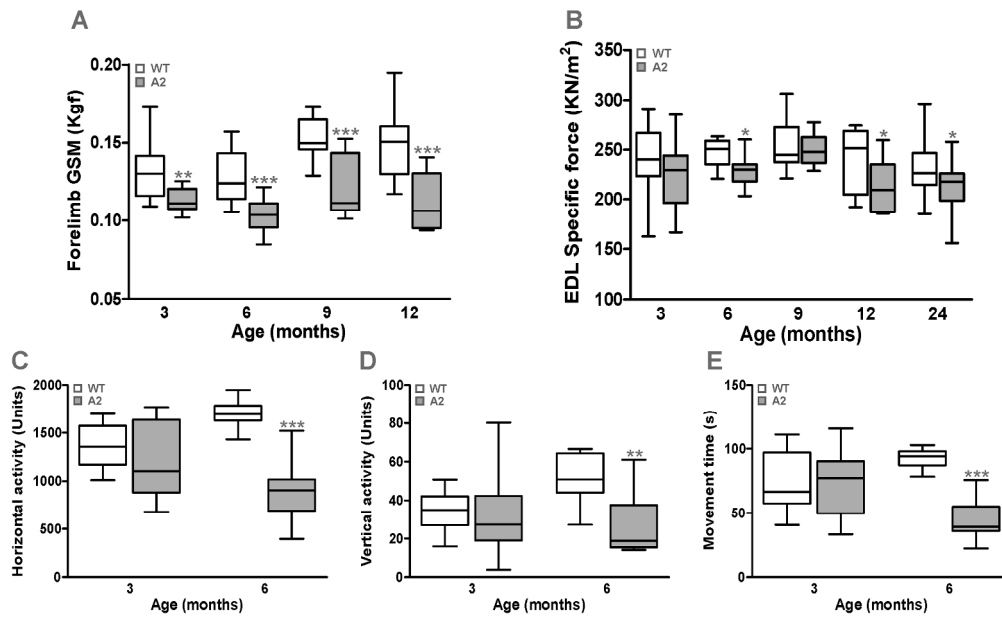 A
Forelimb GSM (Kgf)
0.20
0.15
0.10
0.05
WT
A2
**
***
***
***
3 6 9 12
Age (months)
B
EDL Specific force (KN/m²)
350
300
250
200
150
100
WT
A2
*
*
*
3 6 9 12 24
Age (months)
C
Horizontal activity (Units)
2000
1500
1000
500
0
WT
A2
***
3 6
Age (months)
D
Vertical activity (Units)
100
80
60
40
20
0
WT
A2
**
3 6
Age (months)
E
Movement time (s)
150
100
50
0
WT
A2
***
3 6
Age (months)